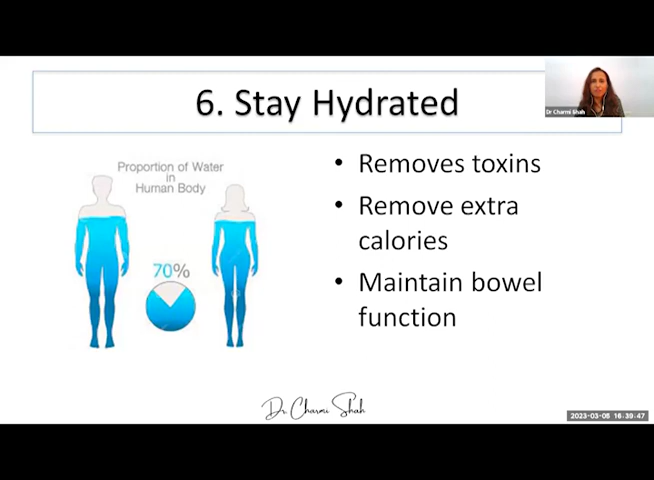 6. Stay Hydrated
Dr Charmi Shah
Proportion of Water
in
Human Body
70%
• Removes toxins
• Remove extra
calories
• Maintain bowel
function
Dr. Charmi Shah
2023-03-06 16:39:47